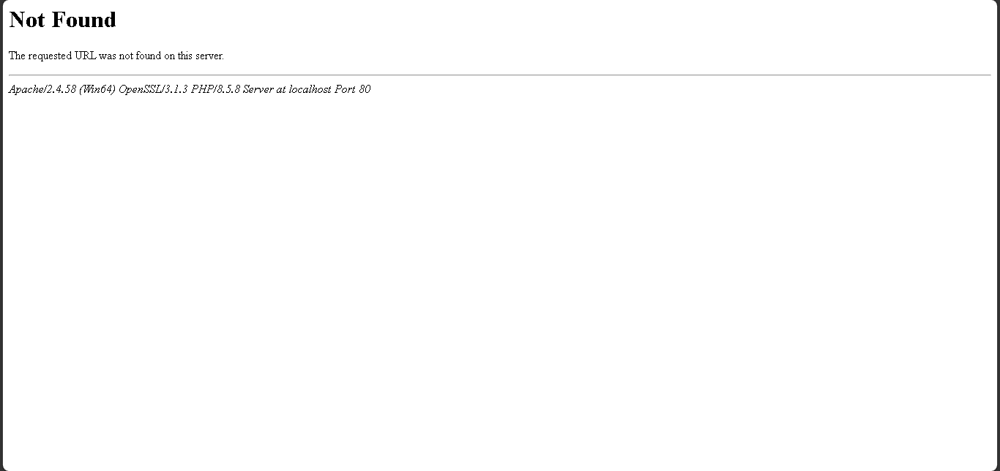 Not Found
The requested URL was not found on this server.
Apache/2.4.58 (Win64) OpenSSL/3.1.3 PHP/8.5.8 Server at localhost Port 80